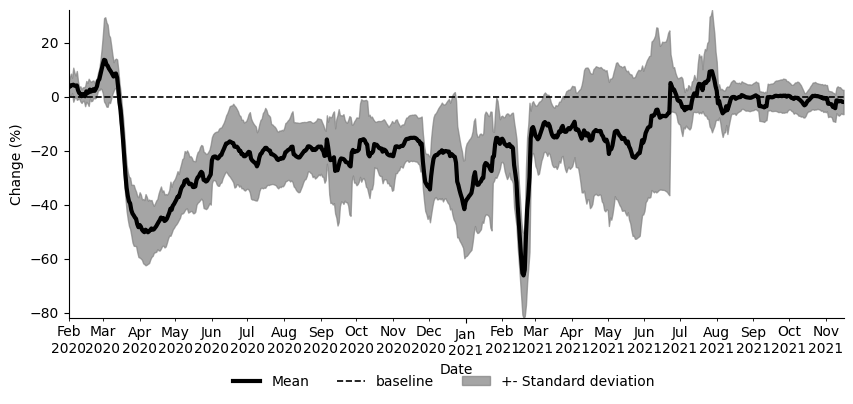 20
0
−20
−40
−60
−80
Change (%)
Feb Mar Apr May Jun Jul Aug Sep Oct Nov Dec Jan Feb Mar Apr May Jun Jul Aug Sep Oct Nov
2020 2020 2020 2020 2020 2020 2020 2020 2020 2020 2020 2021 2021 2021 2021 2021 2021 2021 2021 2021 2021 2021
Date
Mean baseline +- Standard deviation